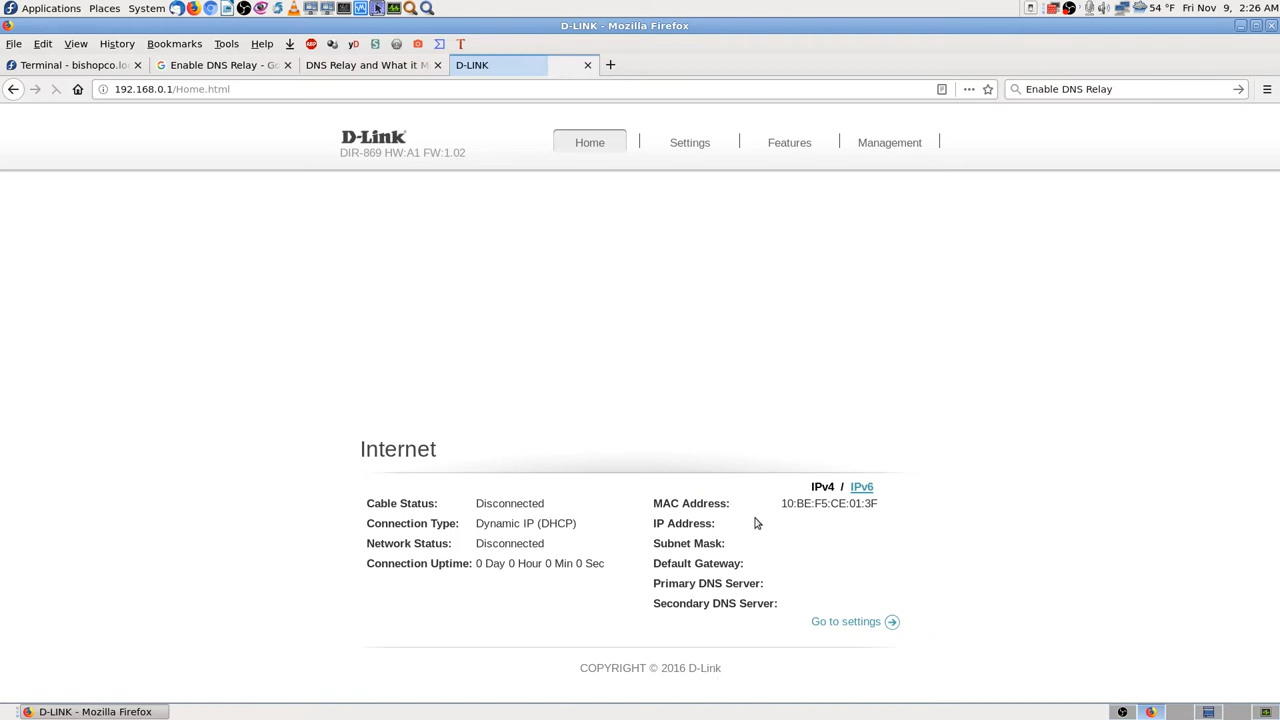 Applications Places System 54 °F Fri Nov 9, 2:26 AM
D-LINK - Mozilla Firefox
File Edit View History Bookmarks Tools Help ABP yD S T
Terminal - bishopco.lo
Enable DNS Relay - Go
DNS Relay and What it M
D-LINK
192.168.0.1/Home.html
Enable DNS Relay
D-Link
DIR-869 HW:A1 FW:1.02
Home Settings Features Management
Internet
IPv4 / IPv6
Cable Status: Disconnected
Connection Type: Dynamic IP (DHCP)
Network Status: Disconnected
Connection Uptime: 0 Day 0 Hour 0 Min 0 Sec
MAC Address: 10:BE:F5:CE:01:3F
IP Address:
Subnet Mask:
Default Gateway:
Primary DNS Server:
Secondary DNS Server:
Go to settings
COPYRIGHT © 2016 D-Link
D-LINK - Mozilla Firefox